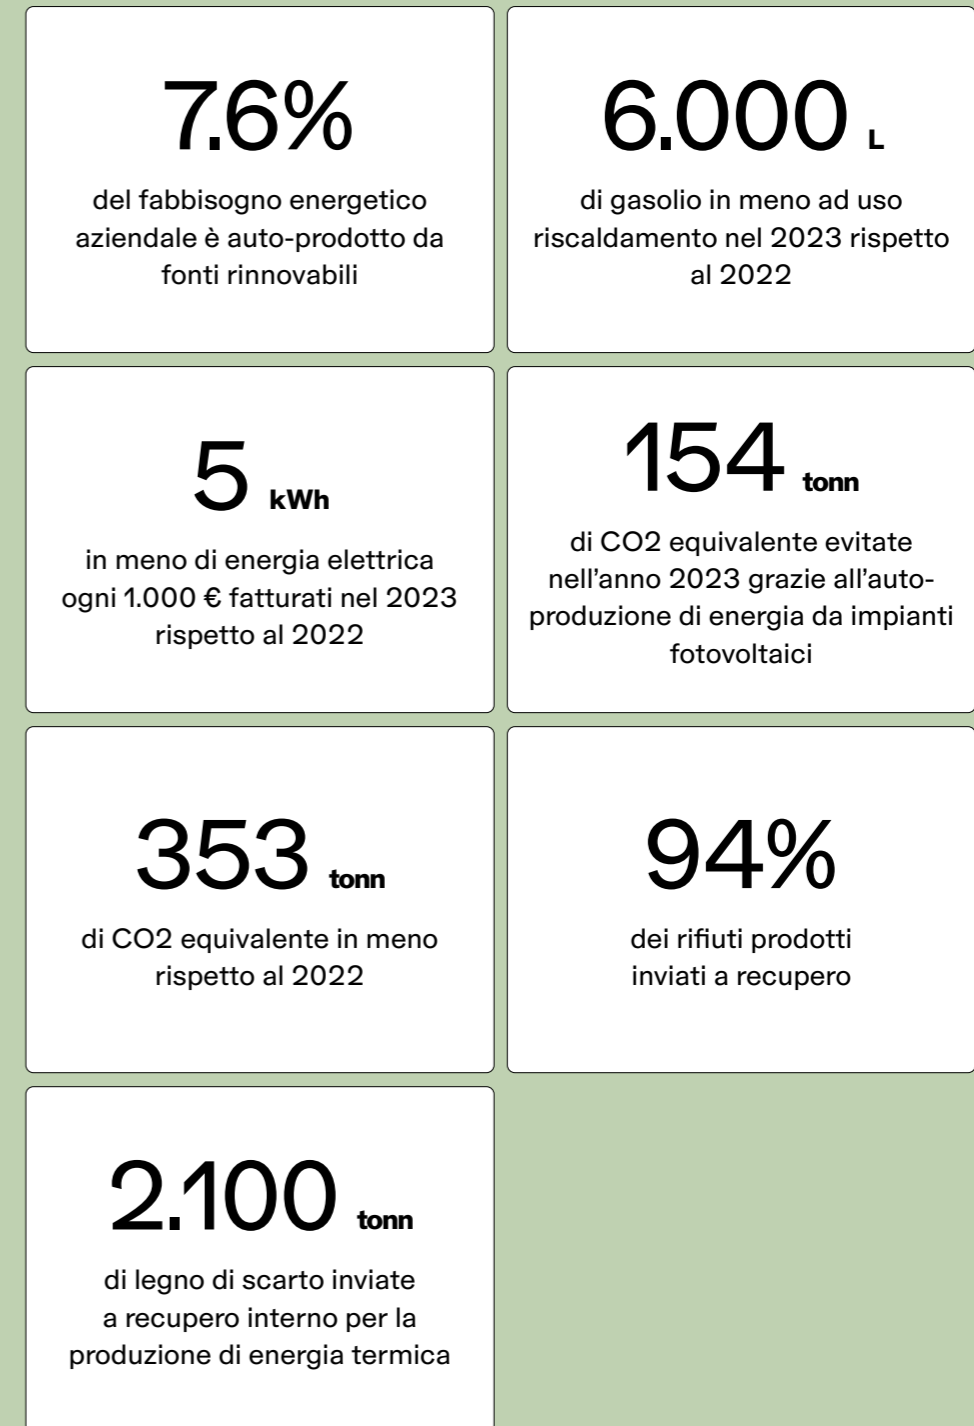 7.6%
del fabbisogno energetico
aziendale è auto-prodotto da
fonti rinnovabili
6.000 L
di gasolio in meno ad uso
riscaldamento nel 2023 rispetto
al 2022
5 kWh
in meno di energia elettrica
ogni 1.000 € fatturati nel 2023
rispetto al 2022
154 tonn
di CO2 equivalente evitate
nell’anno 2023 grazie all’auto-
produzione di energia da impianti
fotovoltaici
353 tonn
di CO2 equivalente in meno
rispetto al 2022
94%
dei rifiuti prodotti
inviati a recupero
2.100 tonn
di legno di scarto inviate
a recupero interno per la
produzione di energia termica